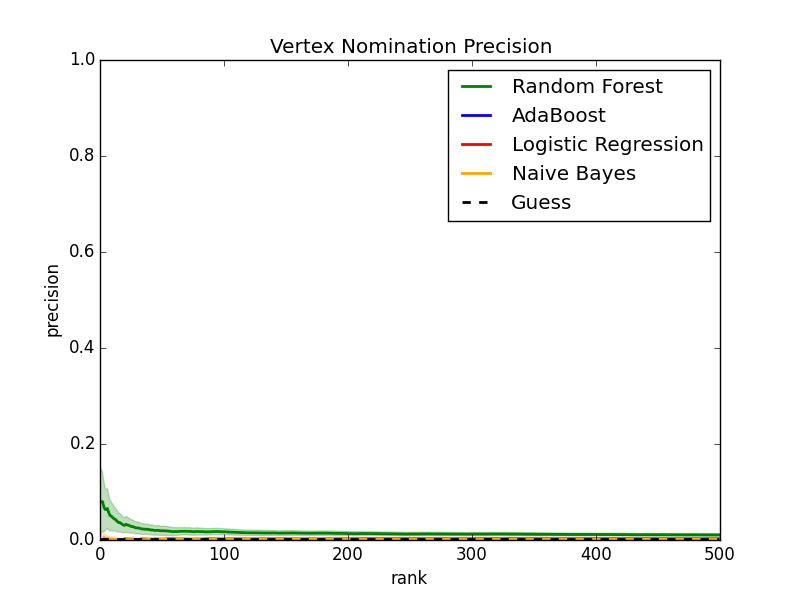 Vertex Nomination Precision
1.0
0.8
0.6
0.4
0.2
0.0
precision
Random Forest
AdaBoost
Logistic Regression
Naive Bayes
Guess
0 100 200 300 400 500
rank